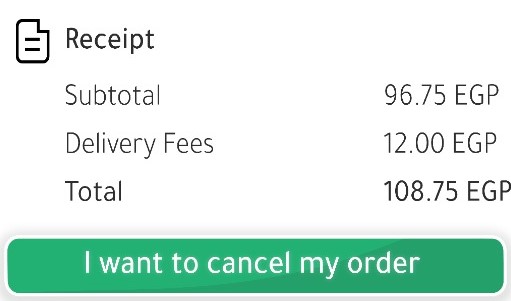 Receipt
Subtotal 96.75 EGP
Delivery Fees 12.00 EGP
Total 108.75 EGP
I want to cancel my order